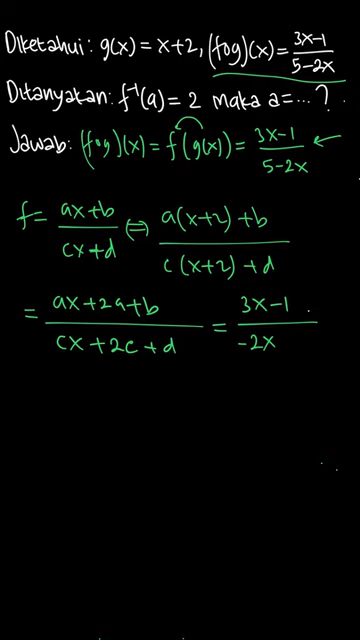 Diketahui: g(x) = x+2, (fog)(x) = 3x-1 / 5-2x
Ditanyakan: f⁻¹(a) = 2 maka a = ... ?
Jawab: (fog)(x) = f(g(x)) = 3x-1 / 5-2x ←
f = ax+b / cx+d ⇔ a(x+2)+b / c(x+2)+d
= ax+2a+b / cx+2c+d = 3x-1 / -2x